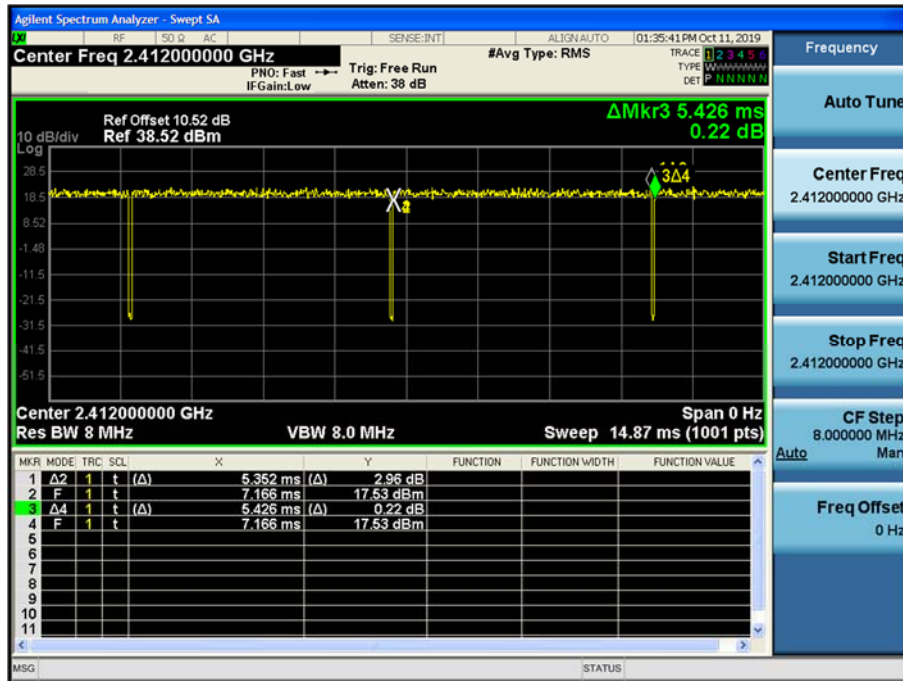 Agilent Spectrum Analyzer - Swept SA
LXI RF 50 Ω AC SENSE:INT ALIGN AUTO 01:35:41 PM Oct 11, 2019
Center Freq 2.412000000 GHz
#Avg Type: RMS
TRACE 1 2 3 4 5 6
PNO: Fast Trig: Free Run
TYPE WWWWWW
IFGain:Low Atten: 38 dB
DET P N N N N N
Ref Offset 10.52 dB
ΔMkr3 5.426 ms
10 dB/div Ref 38.52 dBm
0.22 dB
Log
28.5
3Δ4
18.5
8.52
-1.48
-11.5
-21.5
-31.5
-41.5
-51.5
Center 2.412000000 GHz Span 0 Hz
Res BW 8 MHz VBW 8.0 MHz Sweep 14.87 ms (1001 pts)
MKR MODE TRC SCL X Y FUNCTION FUNCTION WIDTH FUNCTION VALUE
1 Δ2 1 t (Δ) 5.352 ms (Δ) 2.96 dB
2 F 1 t 7.166 ms 17.53 dBm
3 Δ4 1 t (Δ) 5.426 ms (Δ) 0.22 dB
4 F 1 t 7.166 ms 17.53 dBm
5
6
7
8
9
10
11
MSG STATUS
Frequency
Auto Tune
Center Freq
2.412000000 GHz
Start Freq
2.412000000 GHz
Stop Freq
2.412000000 GHz
CF Step
8.000000 MHz
Auto Man
Freq Offset
0 Hz